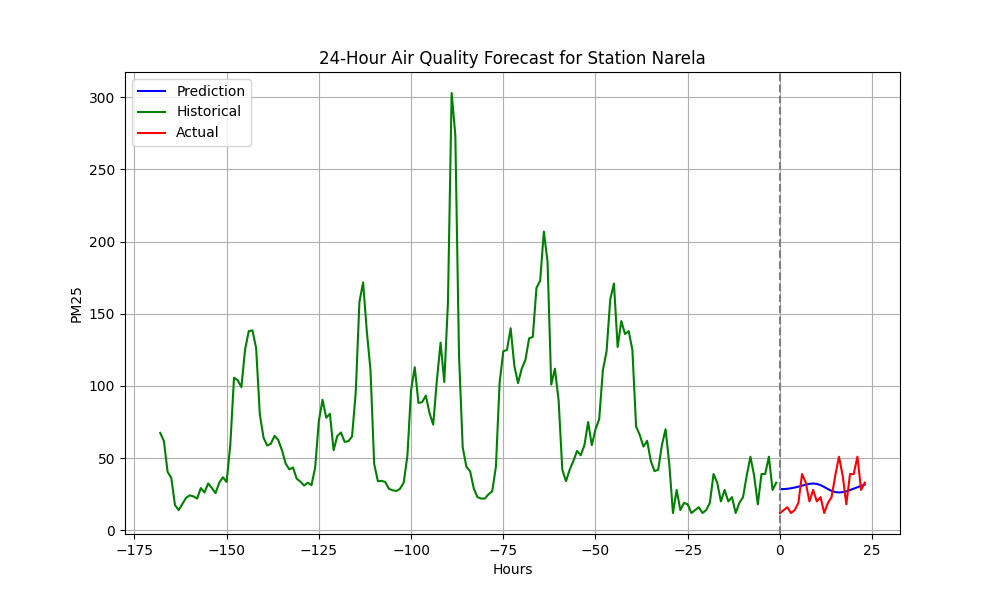 24-Hour Air Quality Forecast for Station Narela
Prediction
Historical
Actual
300
250
200
150
100
50
0
PM25
−175 −150 −125 −100 −75 −50 −25 0 25
Hours